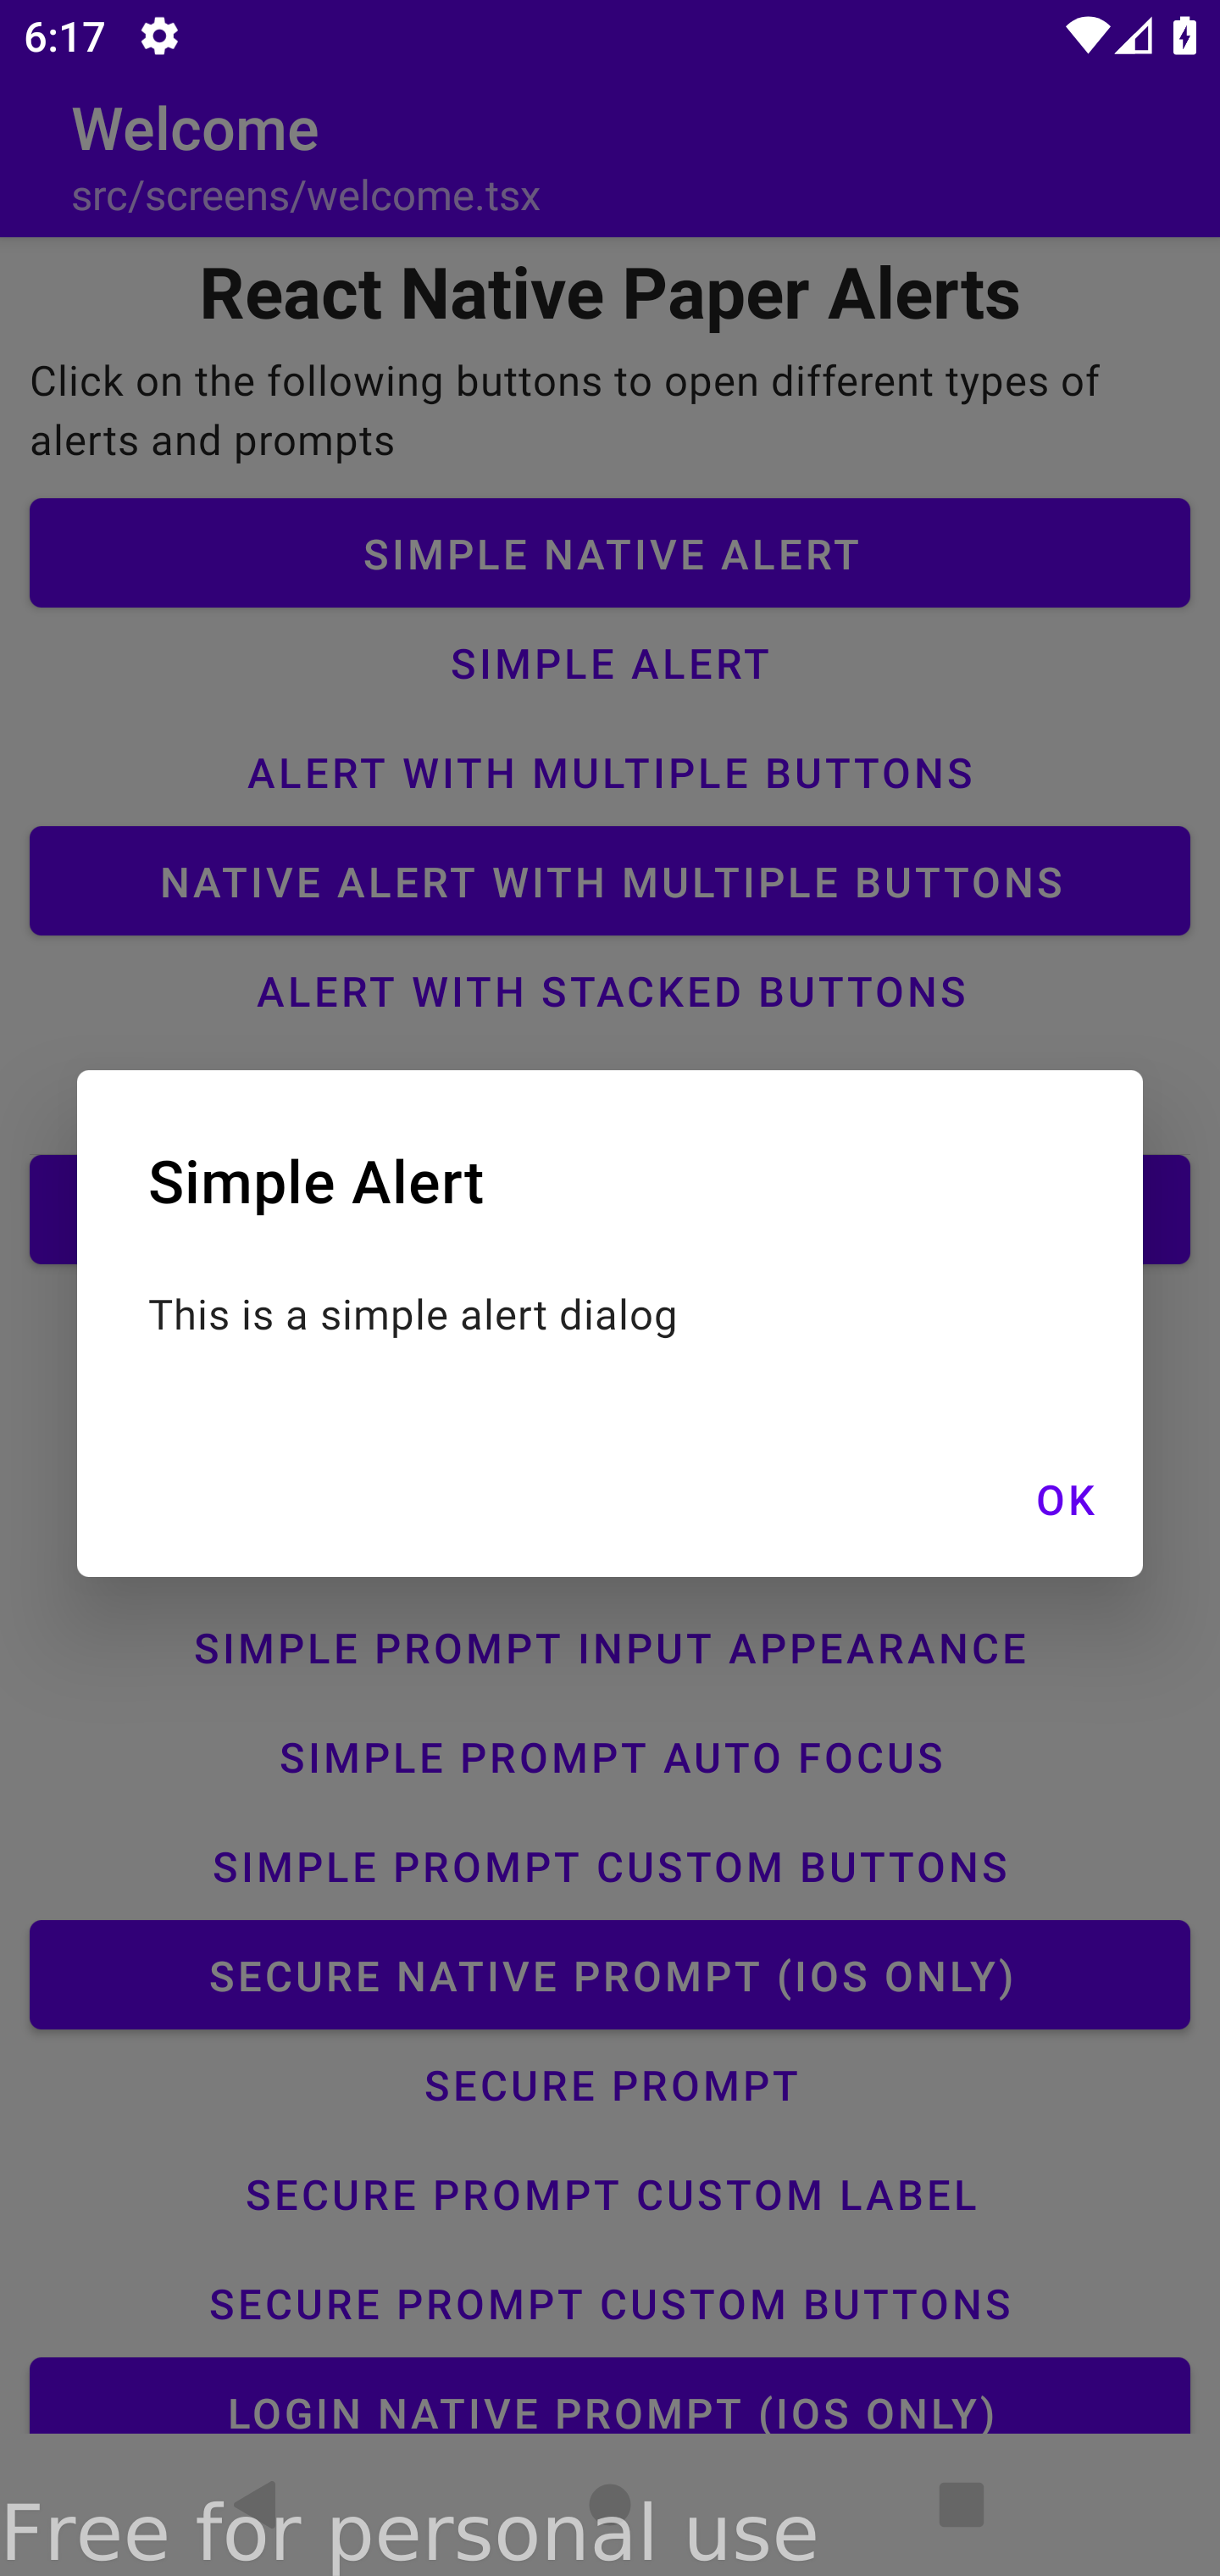 6:17
Welcome
src/screens/welcome.tsx
React Native Paper Alerts
Click on the following buttons to open different types of
alerts and prompts
SIMPLE NATIVE ALERT
SIMPLE ALERT
ALERT WITH MULTIPLE BUTTONS
NATIVE ALERT WITH MULTIPLE BUTTONS
ALERT WITH STACKED BUTTONS
Simple Alert
This is a simple alert dialog
OK
SIMPLE PROMPT INPUT APPEARANCE
SIMPLE PROMPT AUTO FOCUS
SIMPLE PROMPT CUSTOM BUTTONS
SECURE NATIVE PROMPT (IOS ONLY)
SECURE PROMPT
SECURE PROMPT CUSTOM LABEL
SECURE PROMPT CUSTOM BUTTONS
LOGIN NATIVE PROMPT (IOS ONLY)
Free for personal use